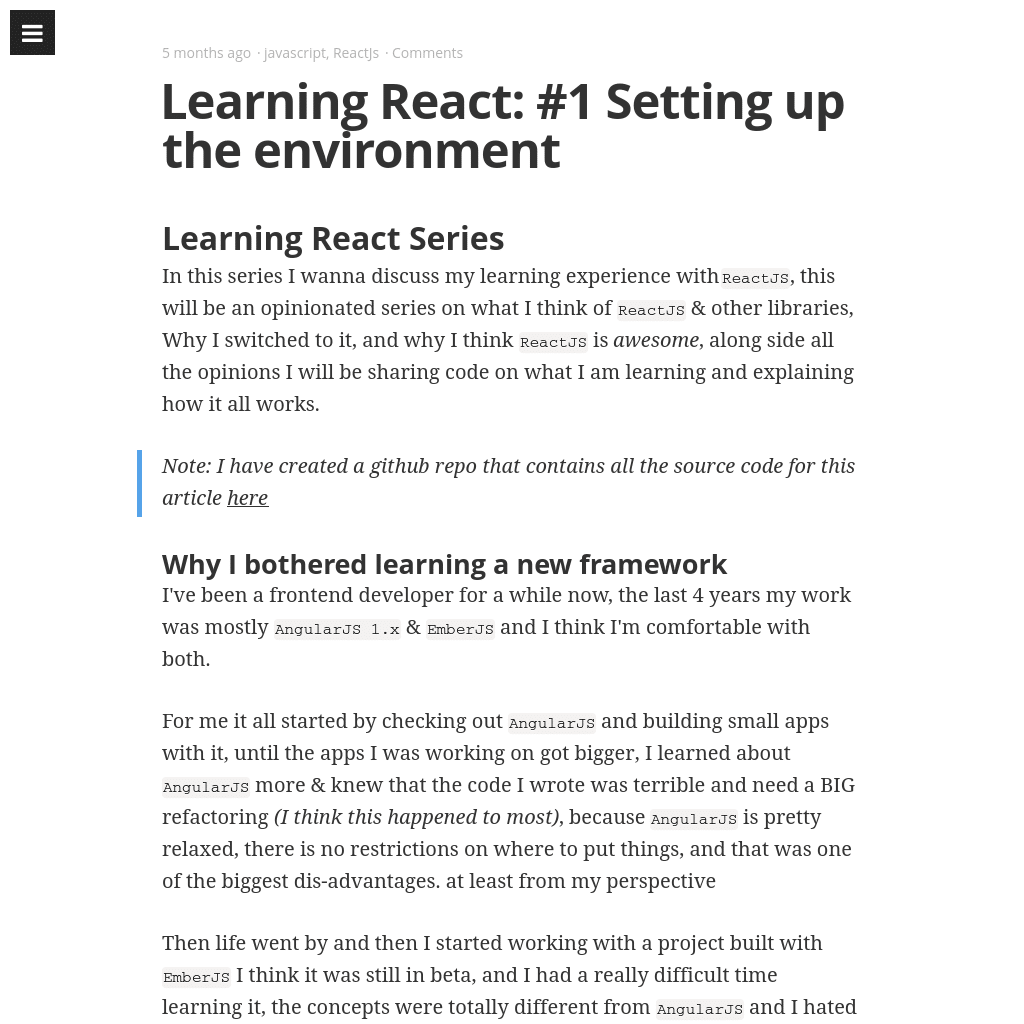 5 months ago · javascript, ReactJs · Comments
Learning React: #1 Setting up
the environment
Learning React Series
In this series I wanna discuss my learning experience with ReactJS, this
will be an opinionated series on what I think of ReactJS & other libraries,
Why I switched to it, and why I think ReactJS is awesome, along side all
the opinions I will be sharing code on what I am learning and explaining
how it all works.
Note: I have created a github repo that contains all the source code for this
article here
Why I bothered learning a new framework
I've been a frontend developer for a while now, the last 4 years my work
was mostly AngularJS 1.x & EmberJS and I think I'm comfortable with
both.
For me it all started by checking out AngularJS and building small apps
with it, until the apps I was working on got bigger, I learned about
AngularJS more & knew that the code I wrote was terrible and need a BIG
refactoring (I think this happened to most), because AngularJS is pretty
relaxed, there is no restrictions on where to put things, and that was one
of the biggest dis-advantages. at least from my perspective
Then life went by and then I started working with a project built with
EmberJS I think it was still in beta, and I had a really difficult time
learning it, the concepts were totally different from AngularJS and I hated